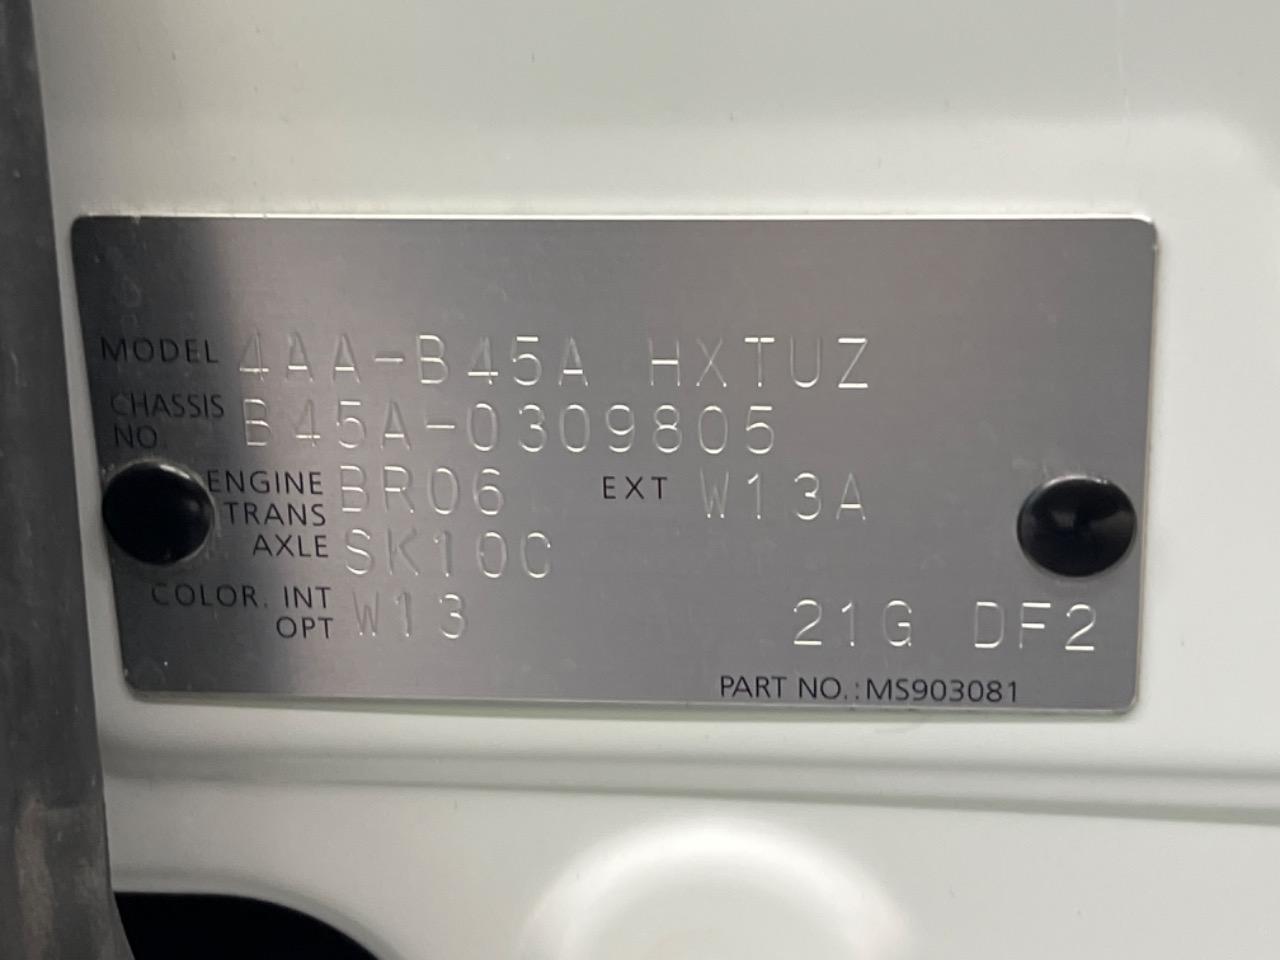 MODEL 4AA-B45A HXTUZ
CHASSIS NO. B45A-0309805
ENGINE BR06 EXT W13A
TRANS AXLE SK10C
COLOR. INT W13
OPT 21G DF2
PART NO.:MS903081